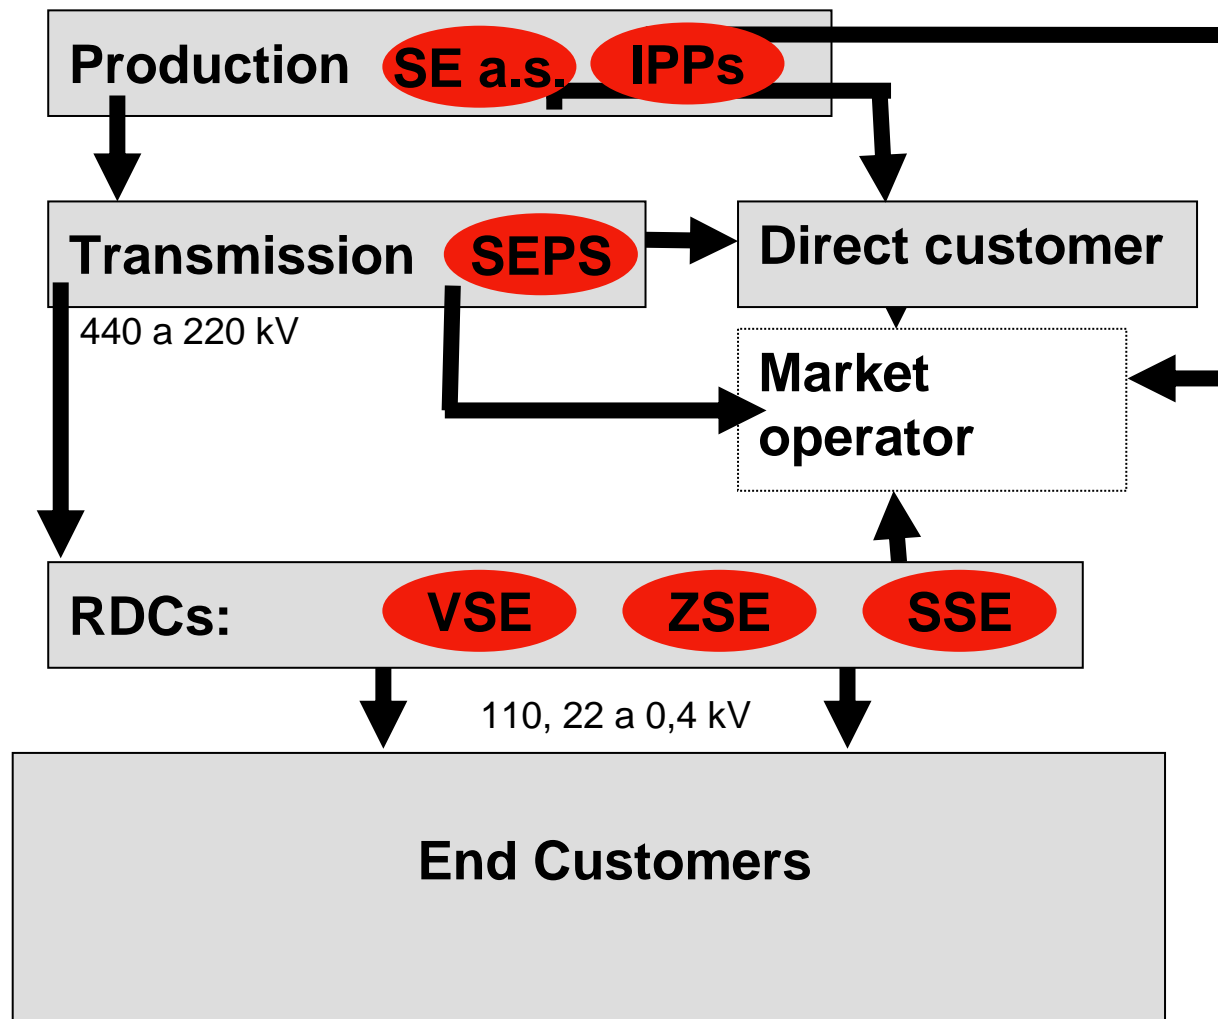 Production SE a.s. IPPs
Transmission SEPS
Direct customer
440 a 220 kV
Market
operator
RDCs: VSE ZSE SSE
110, 22 a 0,4 kV
End Customers